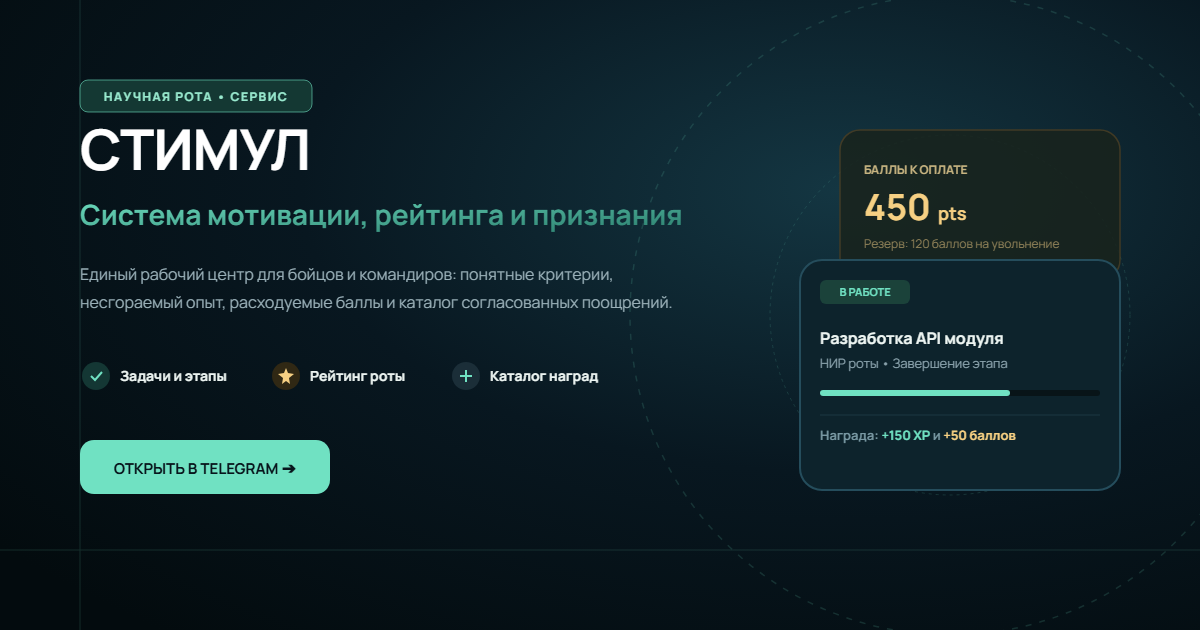 НАУЧНАЯ РОТА • СЕРВИС
СТИМУЛ
Система мотивации, рейтинга и признания
Единый рабочий центр для бойцов и командиров: понятные критерии,
несгораемый опыт, расходуемые баллы и каталог согласованных поощрений.
Задачи и этапы
Рейтинг роты
Каталог наград
ОТКРЫТЬ В TELEGRAM ➔
БАЛЛЫ К ОПЛАТЕ
450 pts
Резерв: 120 баллов на увольнение
В РАБОТЕ
Разработка API модуля
НИР роты • Завершение этапа
Награда: +150 XP и +50 баллов